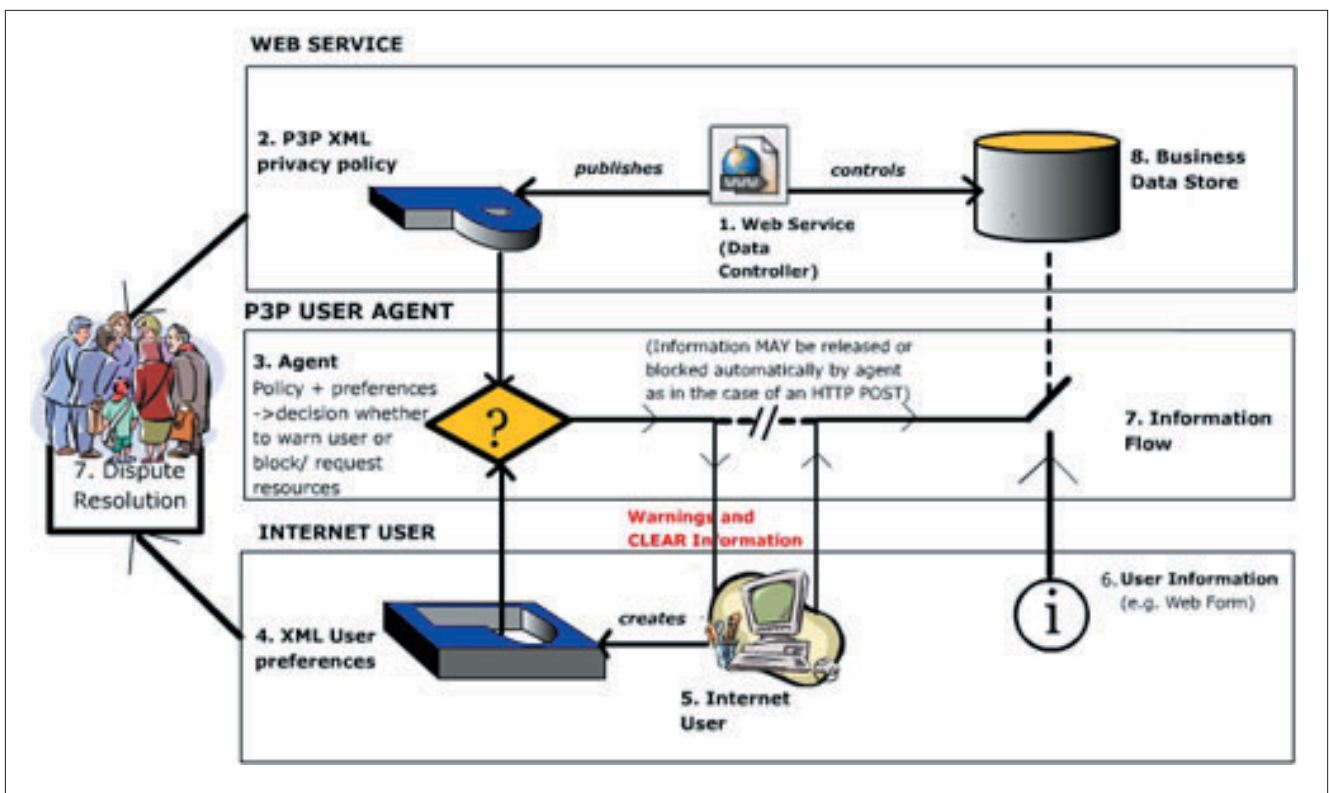 WEB SERVICE
2. P3P XML
privacy policy
publishes
controls
8. Business
Data Store
1. Web Service
(Data
Controller)
P3P USER AGENT
3. Agent
Policy + preferences
->decision whether
to warn user or
block/ request
resources
?
(Information MAY be released or
blocked automatically by agent
as in the case of an HTTP POST)
7. Information
Flow
7. Dispute
Resolution
Warnings and
CLEAR Information
INTERNET USER
4. XML User
preferences
creates
5. Internet
User
i
6. User Information
(e.g. Web Form)